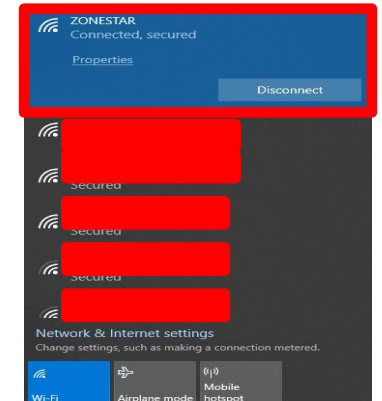 ZONESTAR
Connected, secured
Properties
Disconnect
Secured
Secured
Secured
Secured
Network & Internet settings
Change settings, such as making a connection metered.
Wi-Fi
Airplane mode
Mobile
hotspot